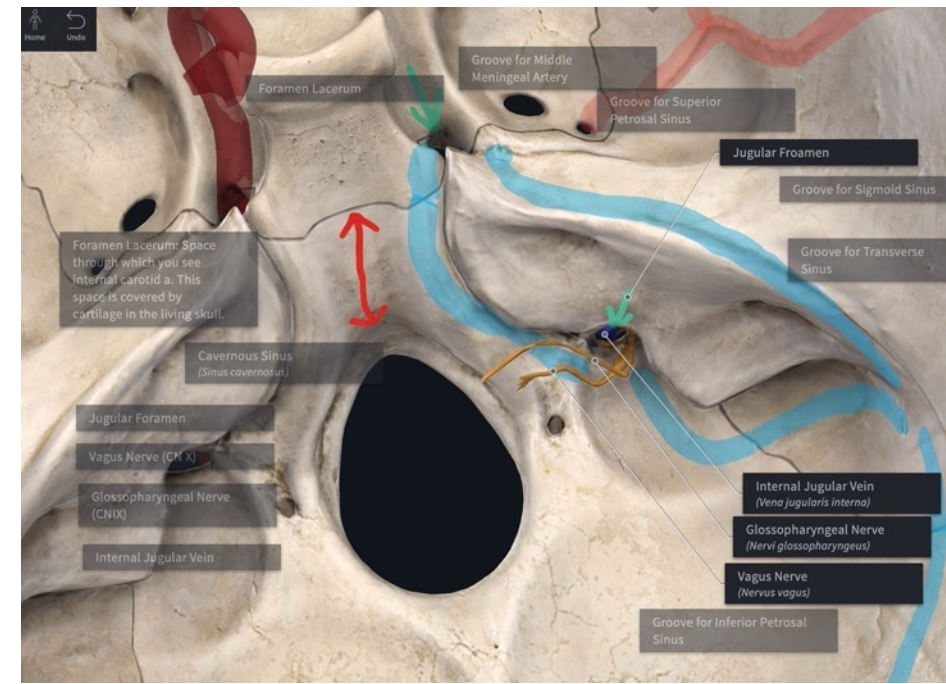 Home
Undo
Foramen Lacerum
Groove for Middle
Meningeal Artery
Groove for Superior
Petrosal Sinus
Jugular Froamen
Groove for Sigmoid Sinus
Groove for Transverse
Sinus
Foramen Lacerum: Space
through which you see
internal carotid a. This
space is covered by
cartilage in the living skull.
Cavernous Sinus
(Sinus cavernosus)
Jugular Foramen
Vagus Nerve (CN X)
Glossopharyngeal Nerve
(CNIX)
Internal Jugular Vein
Internal Jugular Vein
(Vena jugularis interna)
Glossopharyngeal Nerve
(Nervi glossopharyngeus)
Vagus Nerve
(Nervus vagus)
Groove for Inferior Petrosal
Sinus